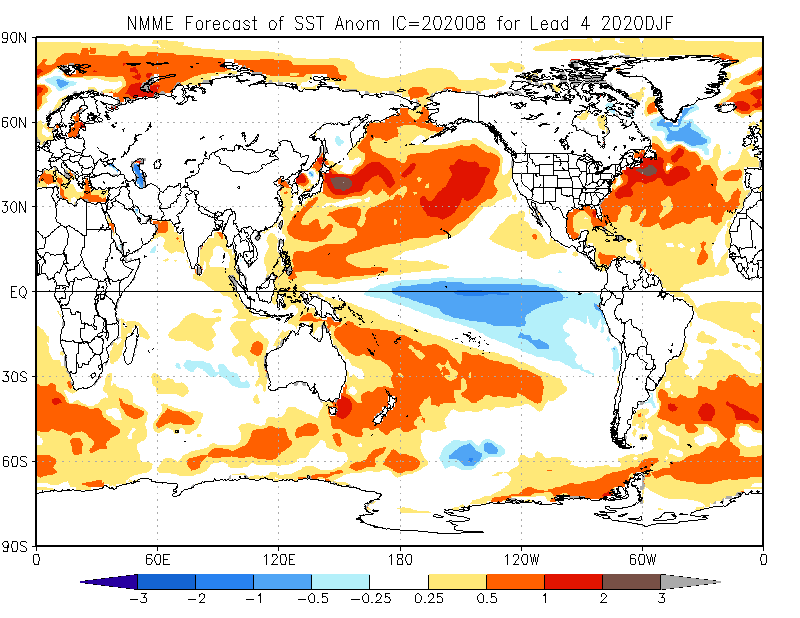 NMME Forecast of SST Anom IC=202008 for Lead 4 2020DJF
90N
60N
30N
EQ
30S
60S
90S
0 60E 120E 180 120W 60W 0
-3 -2 -1 -0.5 -0.25 0.25 0.5 1 2 3